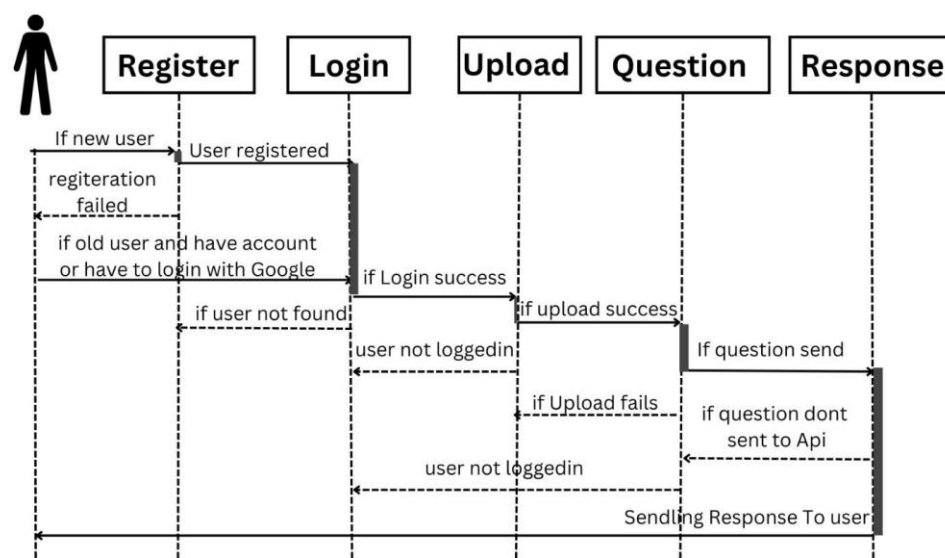 Register
Login
Upload
Question
Response
If new user
User registered
regiteration
failed
if old user and have account
or have to login with Google
if Login success
if upload success
if user not found
user not loggedin
If question send
if Upload fails
if question dont
sent to Api
user not loggedin
Sendling Response To user